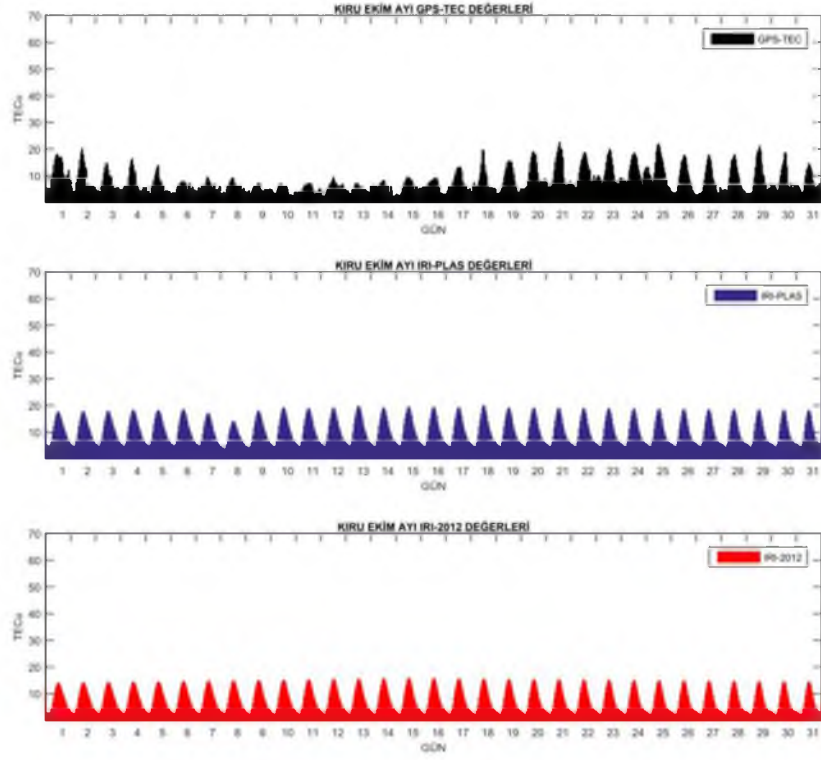 KIRU EKİM AYI GPS-TEC DEĞERLERİ
70
60
50
40
30
20
10
TECu
GPS-TEC
1 2 3 4 5 6 7 8 9 10 11 12 13 14 15 16 17 18 19 20 21 22 23 24 25 26 27 28 29 30 31
GÜN
KIRU EKİM AYI IRI-PLAS DEĞERLERİ
70
60
50
40
30
20
10
TECu
IRI-PLAS
1 2 3 4 5 6 7 8 9 10 11 12 13 14 15 16 17 18 19 20 21 22 23 24 25 26 27 28 29 30 31
GÜN
KIRU EKİM AYI IRI-2012 DEĞERLERİ
70
60
50
40
30
20
10
TECu
IRI-2012
1 2 3 4 5 6 7 8 9 10 11 12 13 14 15 16 17 18 19 20 21 22 23 24 25 26 27 28 29 30 31
GÜN